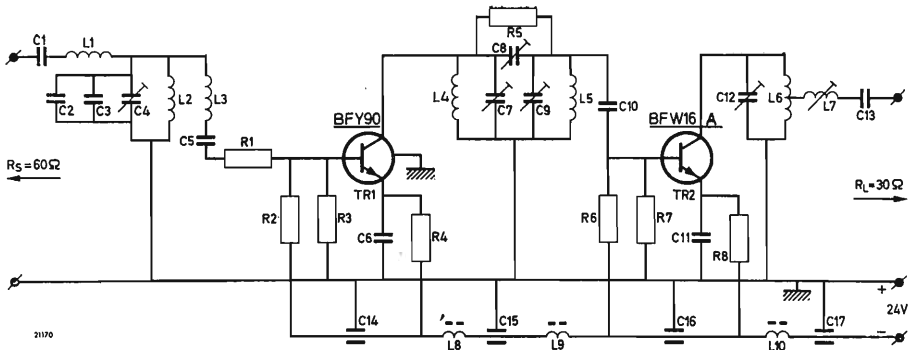 R5
C1
L1
C8
C2
C3
C4
L2
L3
L4
C7
C9
L5
C10
C12
L6
L7
C13
BFY90
BFW16 A
C5
R1
RS=60Ω
RL=30Ω
TR1
TR2
R2
R3
C6
R4
R6
R7
C11
R8
+
24V
−
C14
C15
C16
C17
L8
L9
L10
21170